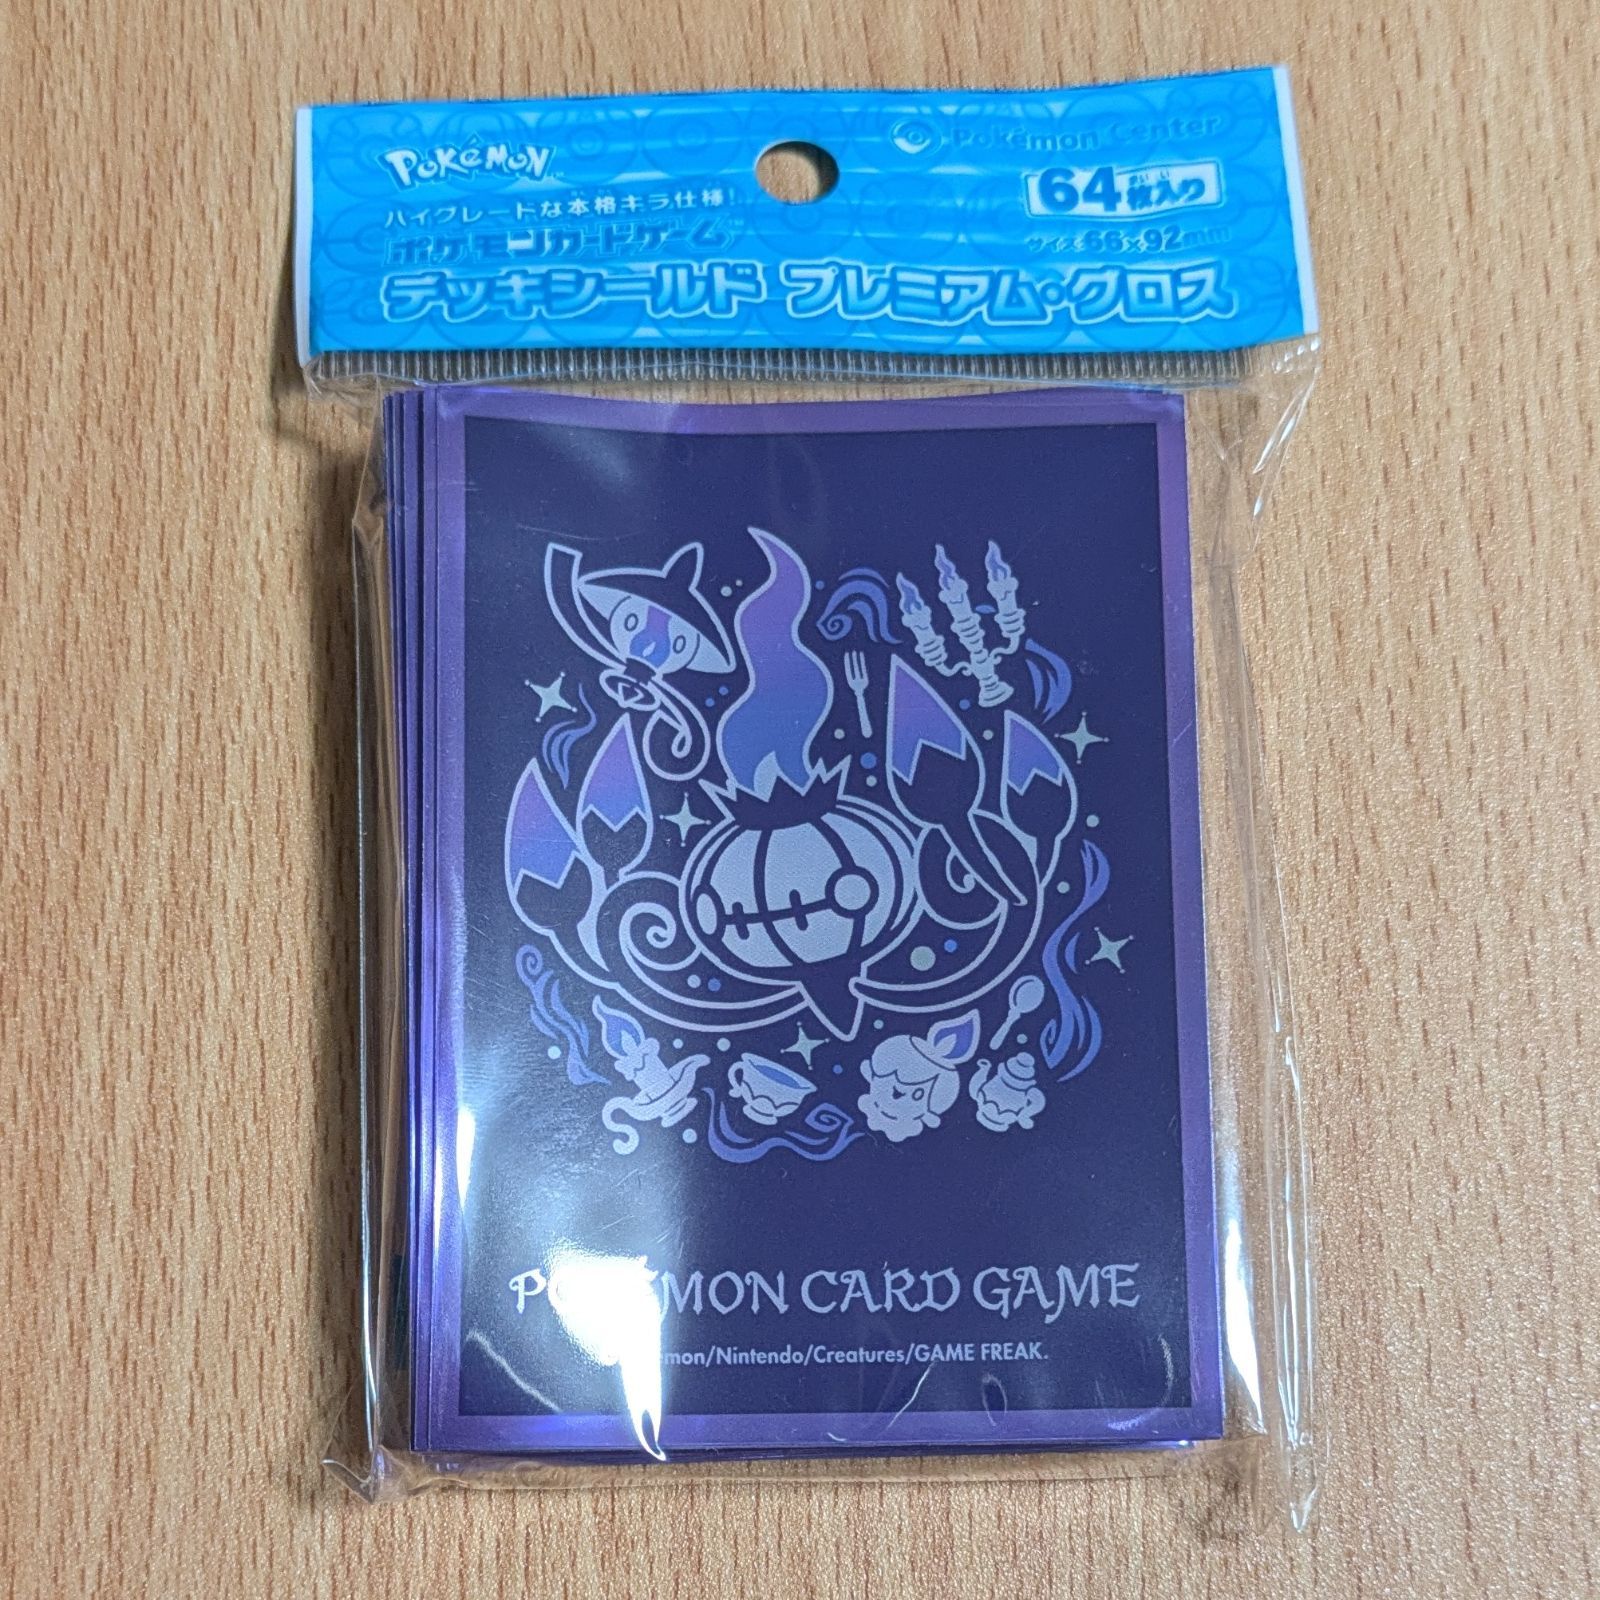 Pokémon
Pokémon Center
ハイグレードな本格キラ仕様!
64枚入り
ポケモンカードゲーム
サイズ 66×92mm
デッキシールド プレミアム・グロス
POKÉMON CARD GAME
mon/Nintendo/Creatures/GAME FREAK.